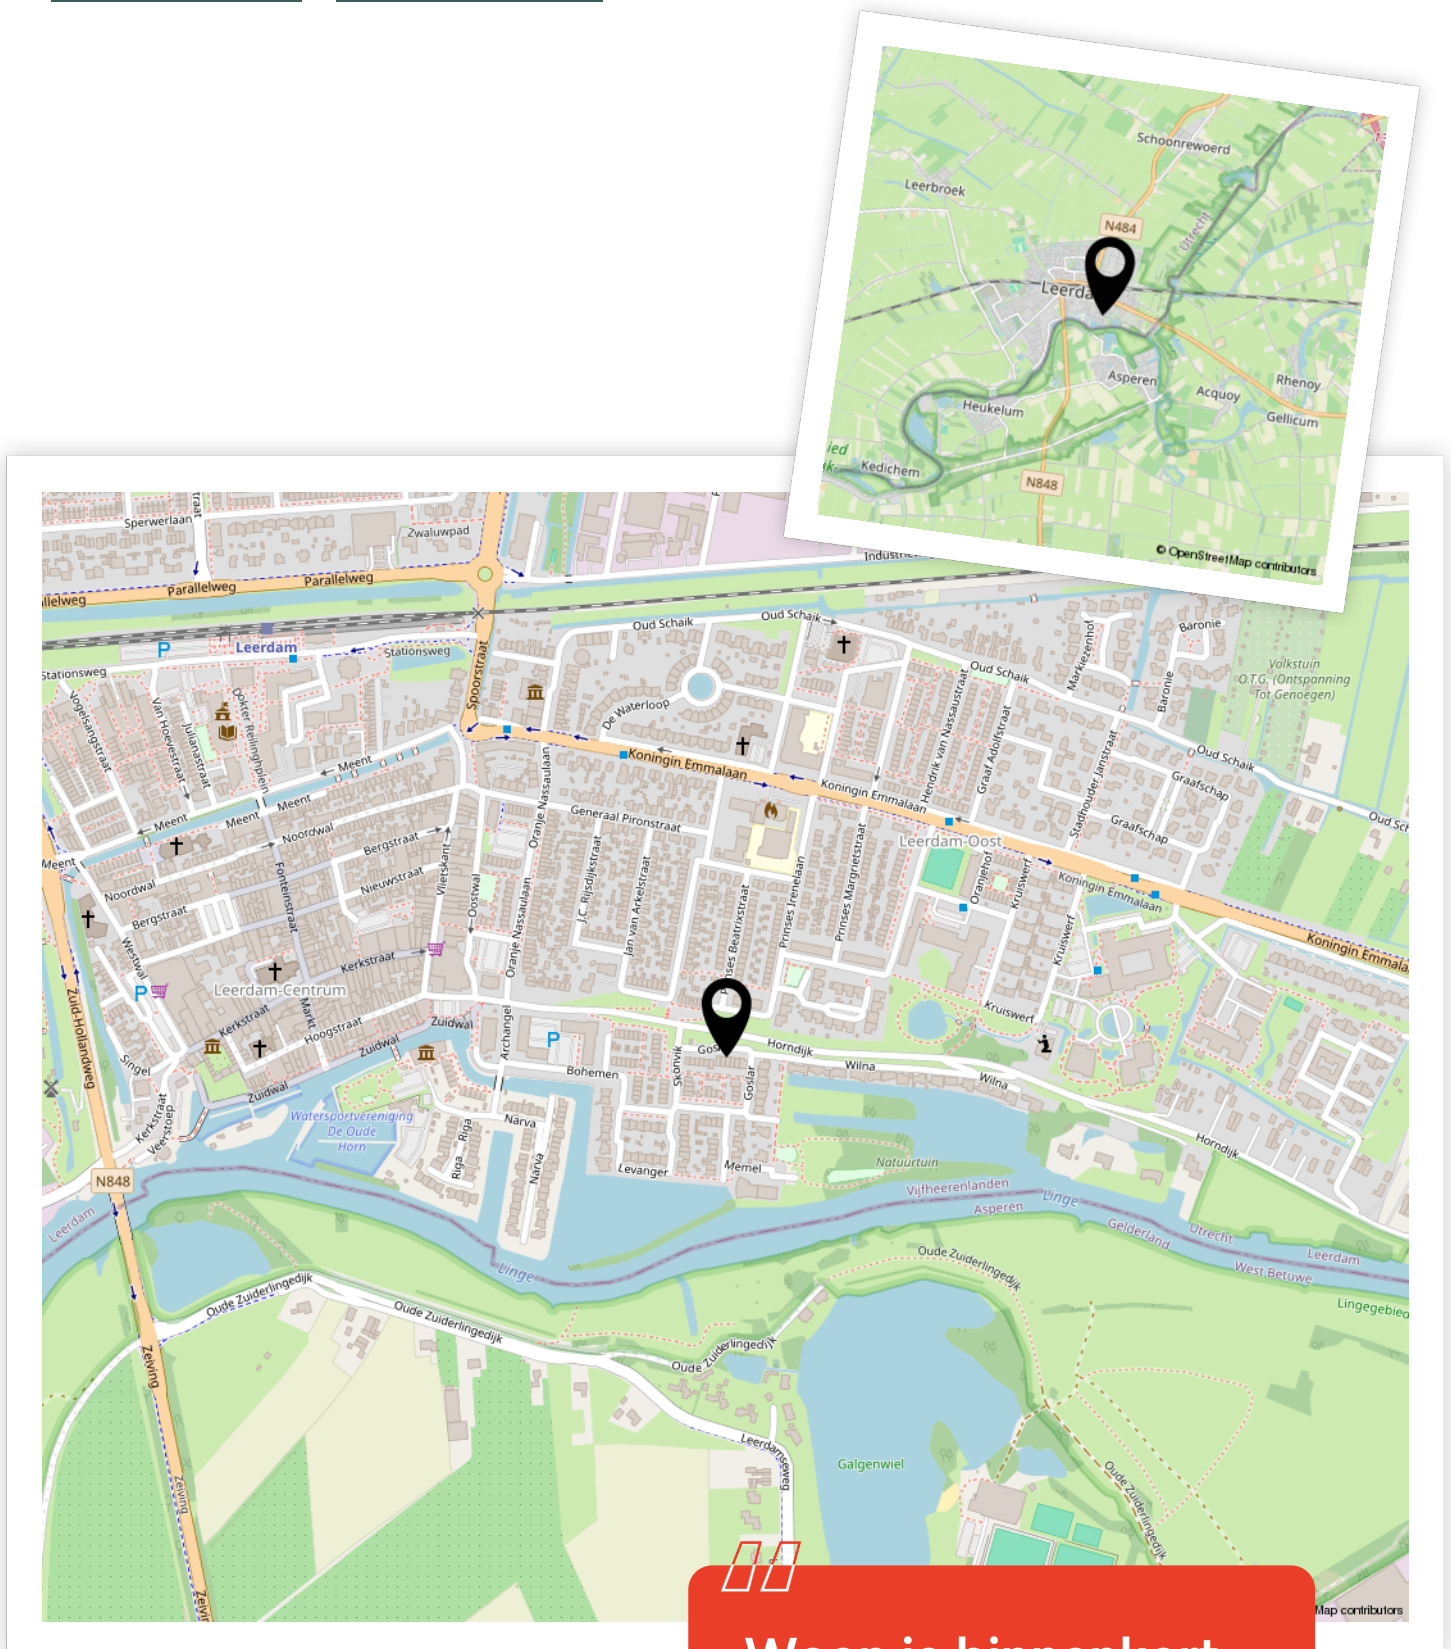 Schoonrewoerd
Leerbroek
N484
Utrecht
Asperen
Rhenoy
Acquoy
Gellicum
Heukelum
Kedichem
N848
© OpenStreetMap contributors
Sperwerlaan
Zwaluwpad
Parallelweg
Parallelweg
Oud Schaik
Oud Schaik
Baronie
Markiezenhof
Leerdam
Stationsweg
Stationsweg
Spoorstraat
Oud Schaik
Volkstuin
O.T.G. (Ontspanning
Tot Genoegen)
Baronie
Vogelsangstraat
Van Hoevestraat
Julianastraat
Dokter Reilinghplein
De Waterloop
Hendrik van Nassaustraat
Graaf Adolfstraat
Stadhouder Janstraat
Oud Schaik
Meent
Koningin Emmalaan
Koningin Emmalaan
Graafschap
Meent
Meent
Meent
Meent
Noordwal
Generaal Pironstraat
Oranje Nassaulaan
Graafschap
Leerdam-Oost
Bergstraat
Nieuwstraat
Vlietskant
Oostwal
Fonteinstraat
J.C. Rijsdijkstraat
Jan van Arkelstraat
Prinses Irenelaan
Prinses Margrietstraat
Oranjehof
Kruiswerf
Koningin Emmalaan
Noordwal
Bergstraat
Oranje Nassaulaan
Kruiswerf
Koningin Emmalaan
Westwal
Kerkstraat
Leerdam-Centrum
Zuid-Hollandweg
Kerkstraat
Markt
Hoogstraat
Zuidwal
Zuidwal
Archangel
Kruiswerf
Horndijk
Singel
Bohemen
Skonvik
Goslar
Wilna
Wilna
Zuidwal
Kerkstraat
Veerstoep
Watersportvereniging
De Oude
Horn
Narva
Riga
Riga
Narva
Levanger
Memel
Natuurtuin
Horndijk
N848
Leerdam
Vijfheerenlanden
Asperen
Linge
Gelderland
Utrecht
Leerdam
West Betuwe
Linge
Oude Zuiderlingedijk
Oude Zuiderlingedijk
Oude Zuiderlingedijk
Oude Zuiderlingedijk
Zeiving
Leerdamseweg
Galgenwiel
Oude Zuiderlingedijk
Zeiving
Map contributors